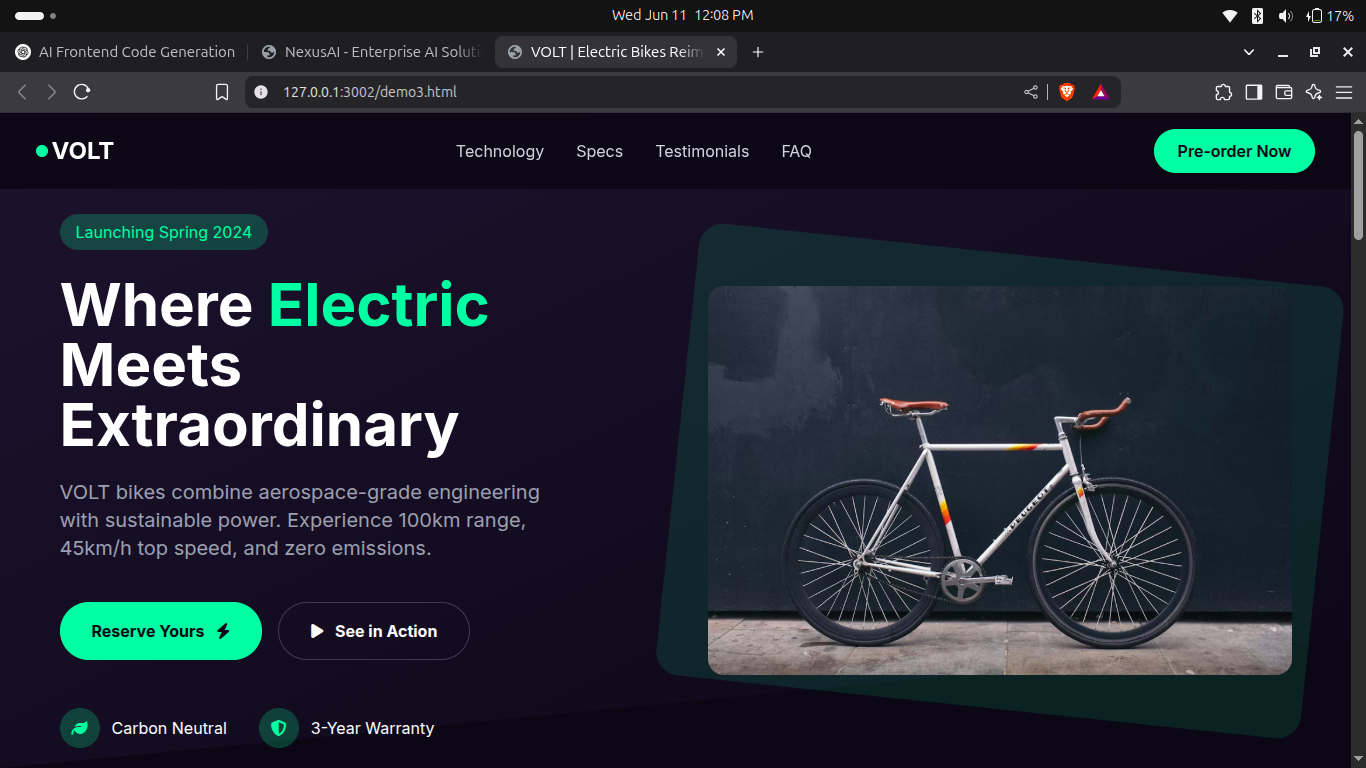 Wed Jun 11 12:08 PM
17%
AI Frontend Code Generation
NexusAI - Enterprise AI Soluti
VOLT | Electric Bikes Reim
127.0.0.1:3002/demo3.html
VOLT
Technology
Specs
Testimonials
FAQ
Pre-order Now
Launching Spring 2024
Where Electric
Meets
Extraordinary
VOLT bikes combine aerospace-grade engineering
with sustainable power. Experience 100km range,
45km/h top speed, and zero emissions.
Reserve Yours
See in Action
PEUGEOT
Carbon Neutral
3-Year Warranty